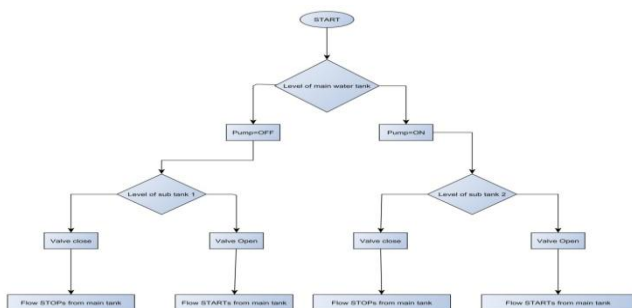 START
Level of main water tank
Pump=OFF
Pump=ON
Level of sub tank 1
Level of sub tank 2
Valve close
Valve Open
Valve close
Valve Open
Flow STOPs from main tank
Flow STARTs from main tank
Flow STOPs from main tank
Flow STARTs from main tank